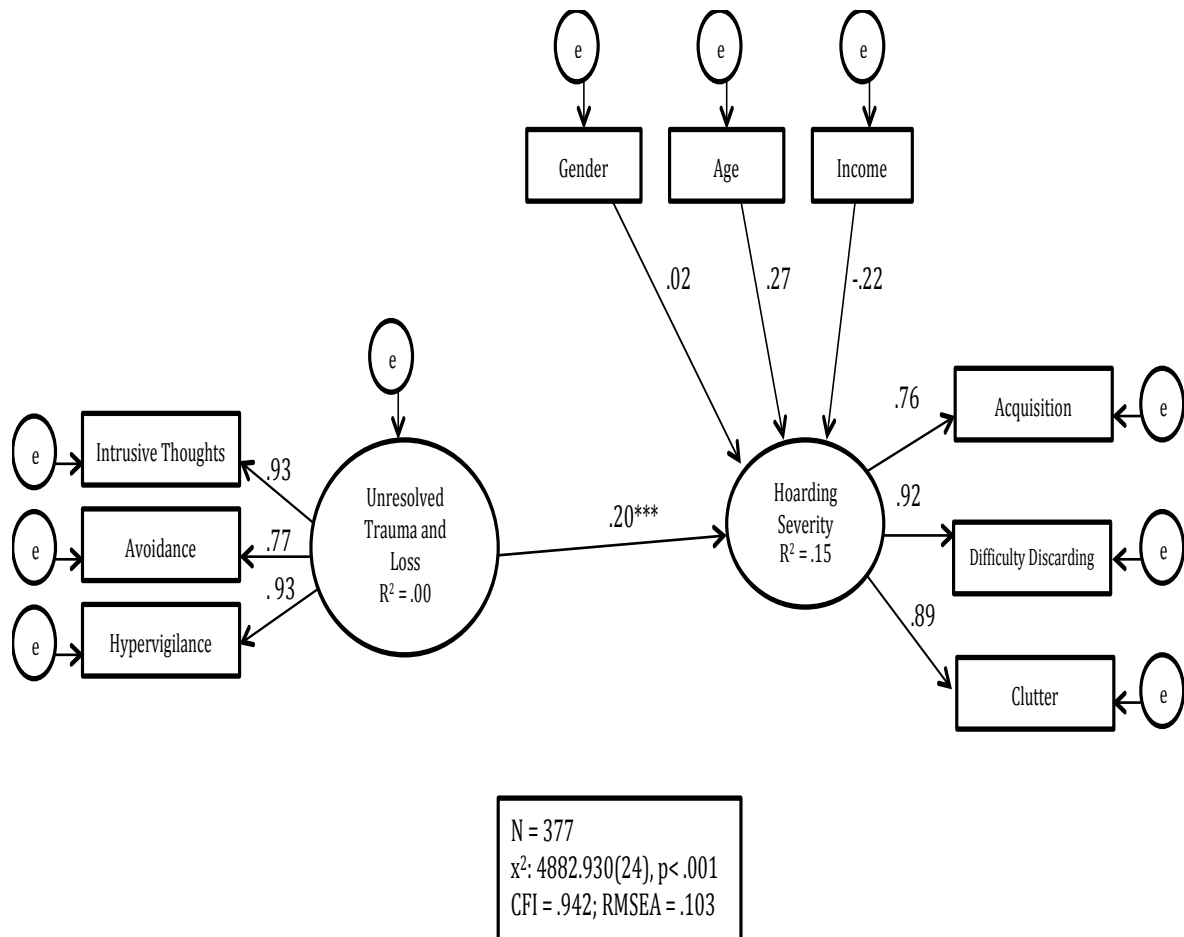 e
e
e
Gender
Age
Income
.02
.27
-.22
e
e
Intrusive Thoughts
.93
e
Avoidance
.77
e
Hypervigilance
. 93
Unresolved
Trauma and
Loss
R² = .00
.20***
Hoarding
Severity
R² = .15
.76
Acquisition
e
.92
Difficulty Discarding
e
.89
Clutter
e
N = 377
x²: 4882.930(24), p< .001
CFI = .942; RMSEA = .103